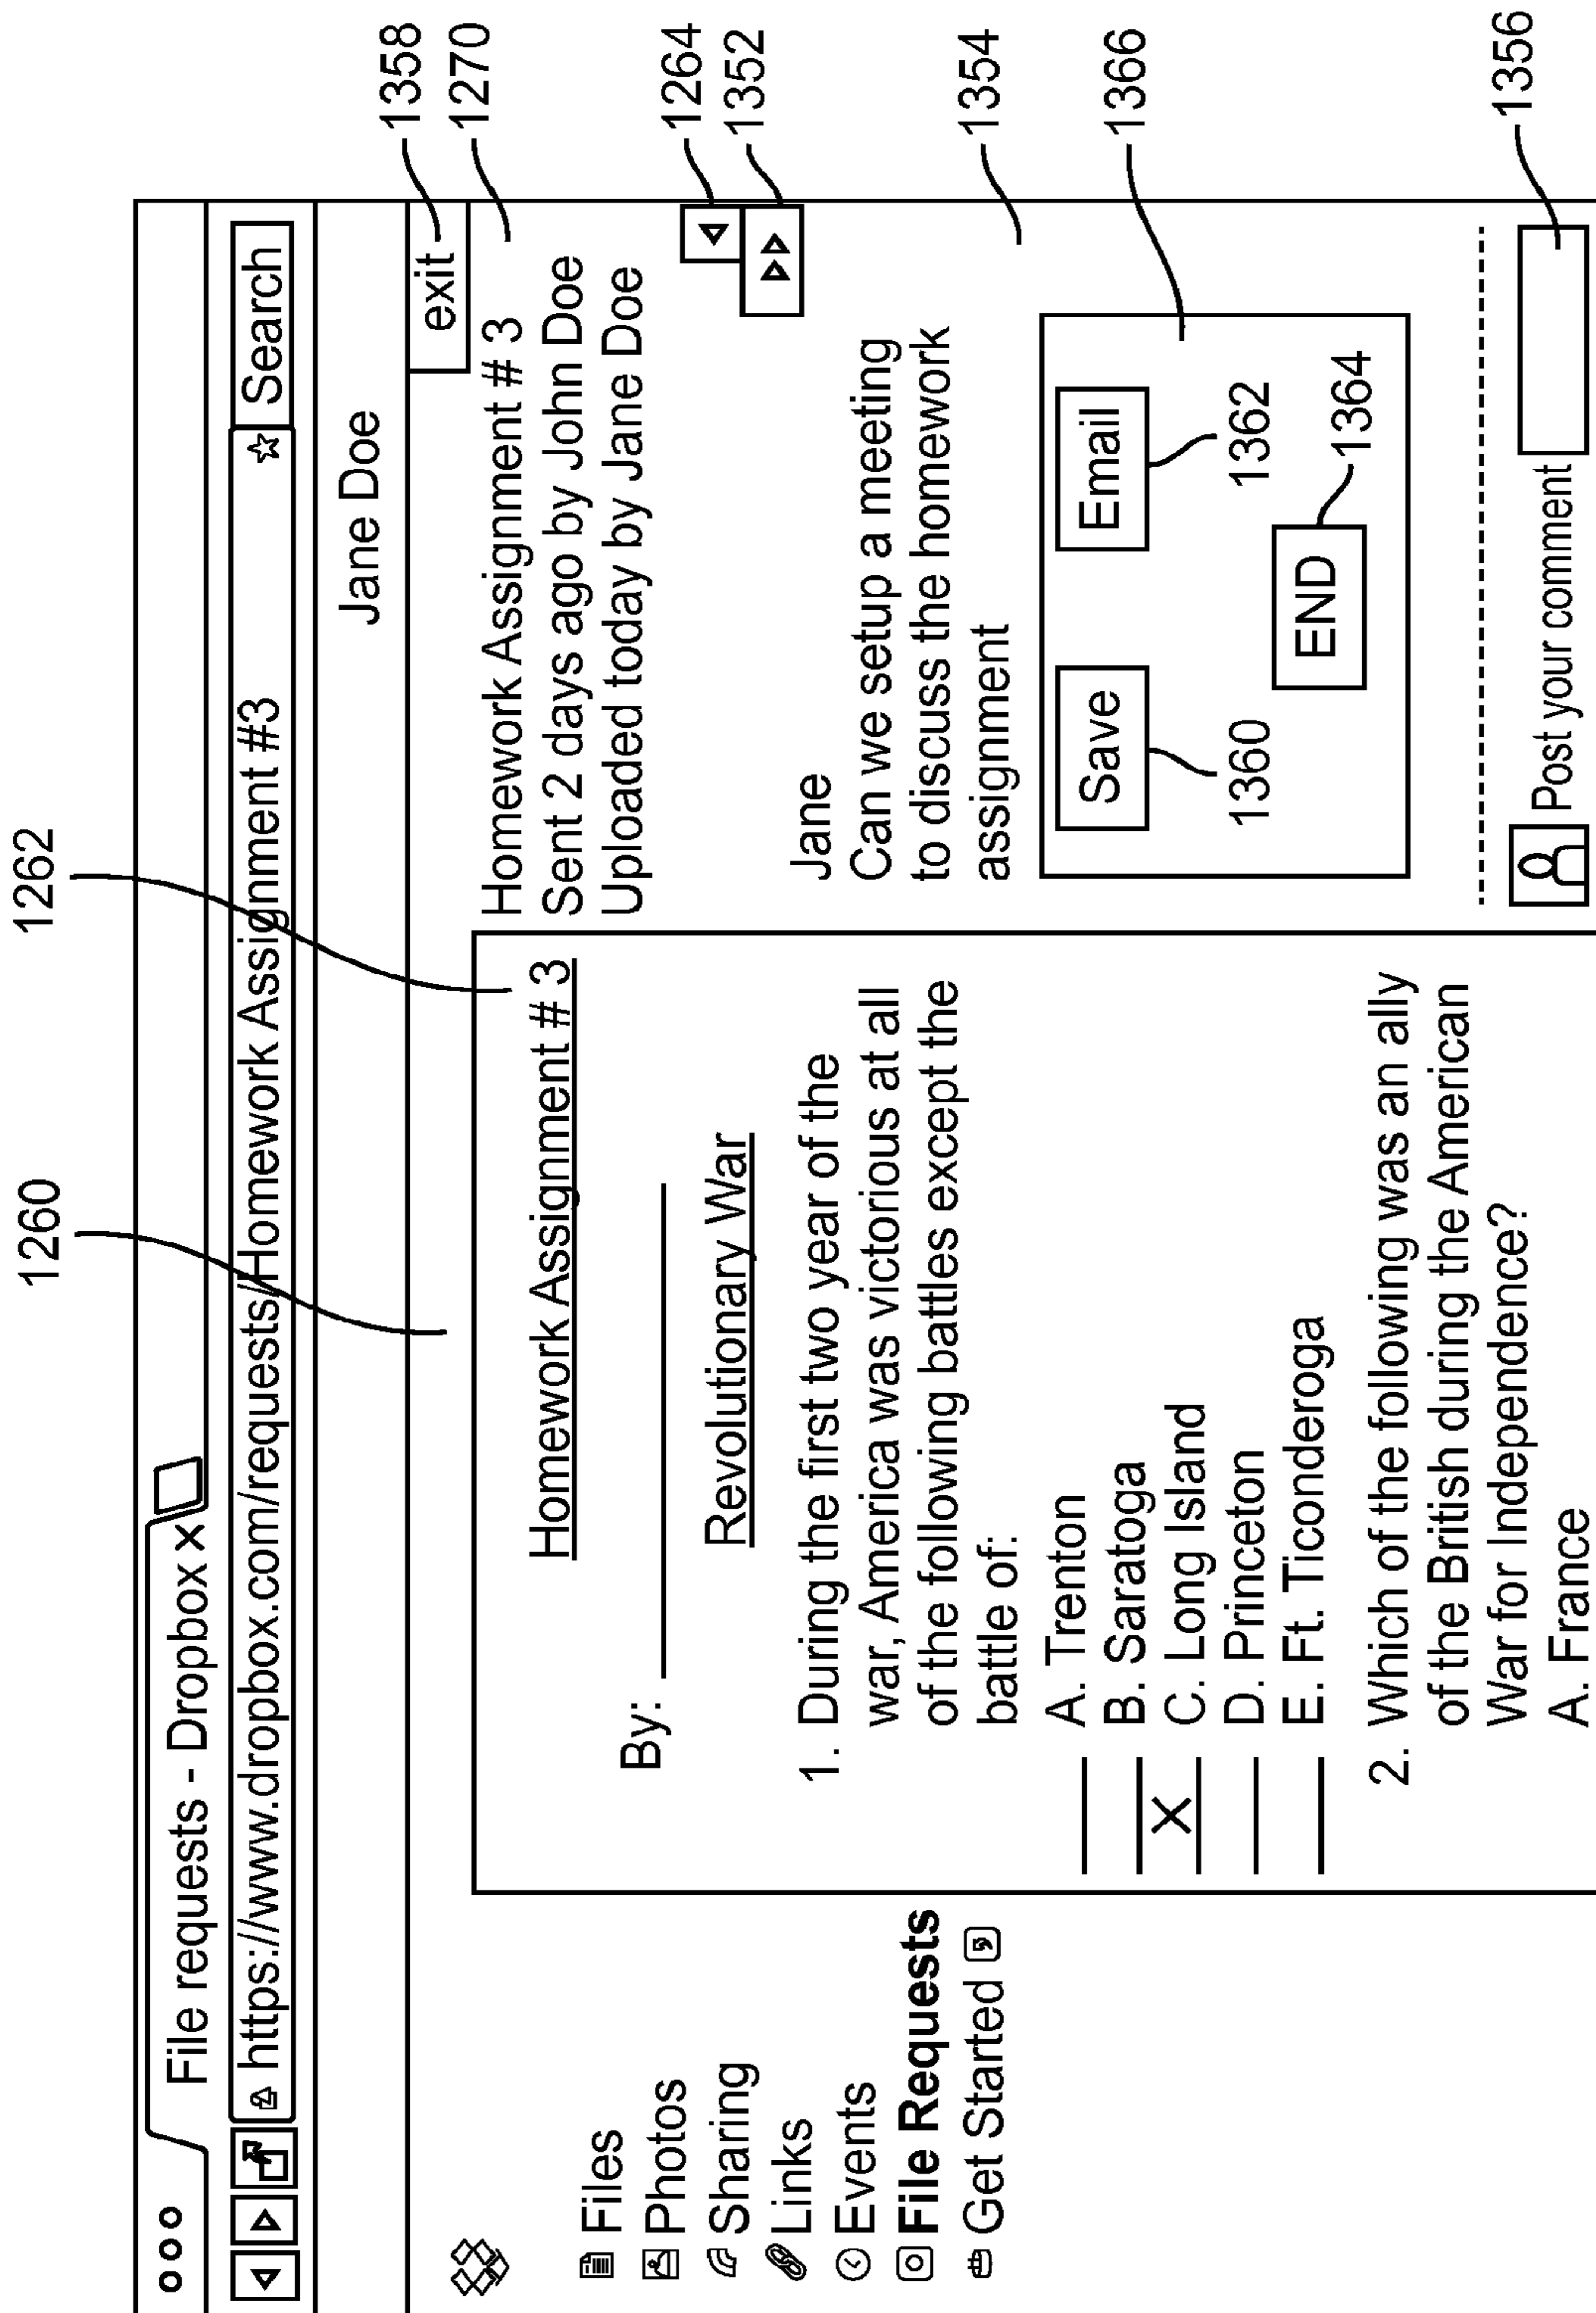 1260
1262
File requests - Dropbox X
https://www.dropbox.com/requests/Homework Assignment #3
Search
Jane Doe
exit
1358
1270
Files
Photos
Sharing
Links
Events
File Requests
Get Started
Homework Assignment # 3
By:
Revolutionary War
1. During the first two year of the
war, America was victorious at all
of the following battles except the
battle of:
A. Trenton
B. Saratoga
X C. Long Island
D. Princeton
E. Ft. Ticonderoga
2. Which of the following was an ally
of the British during the American
War for Independence?
A. France
Homework Assignment # 3
Sent 2 days ago by John Doe
Uploaded today by Jane Doe
1264
1352
Jane
Can we setup a meeting
to discuss the homework
assignment
1354
Save
Email
1360
1362
END
1364
1366
Post your comment
1356